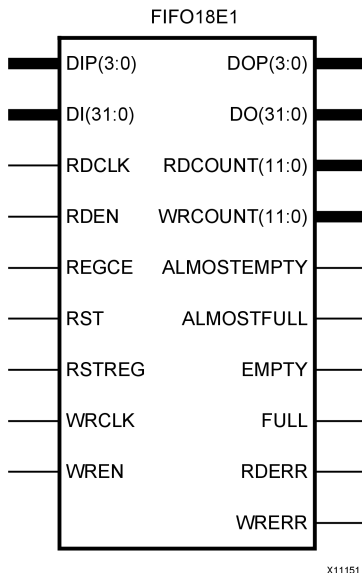 FIFO18E1
DIP(3:0) DOP(3:0)
DI(31:0) DO(31:0)
RDCLK RDCOUNT(11:0)
RDEN WRCOUNT(11:0)
REGCE ALMOSTEMPTY
RST ALMOSTFULL
RSTREG EMPTY
WRCLK FULL
WREN RDERR
WRERR
X11151